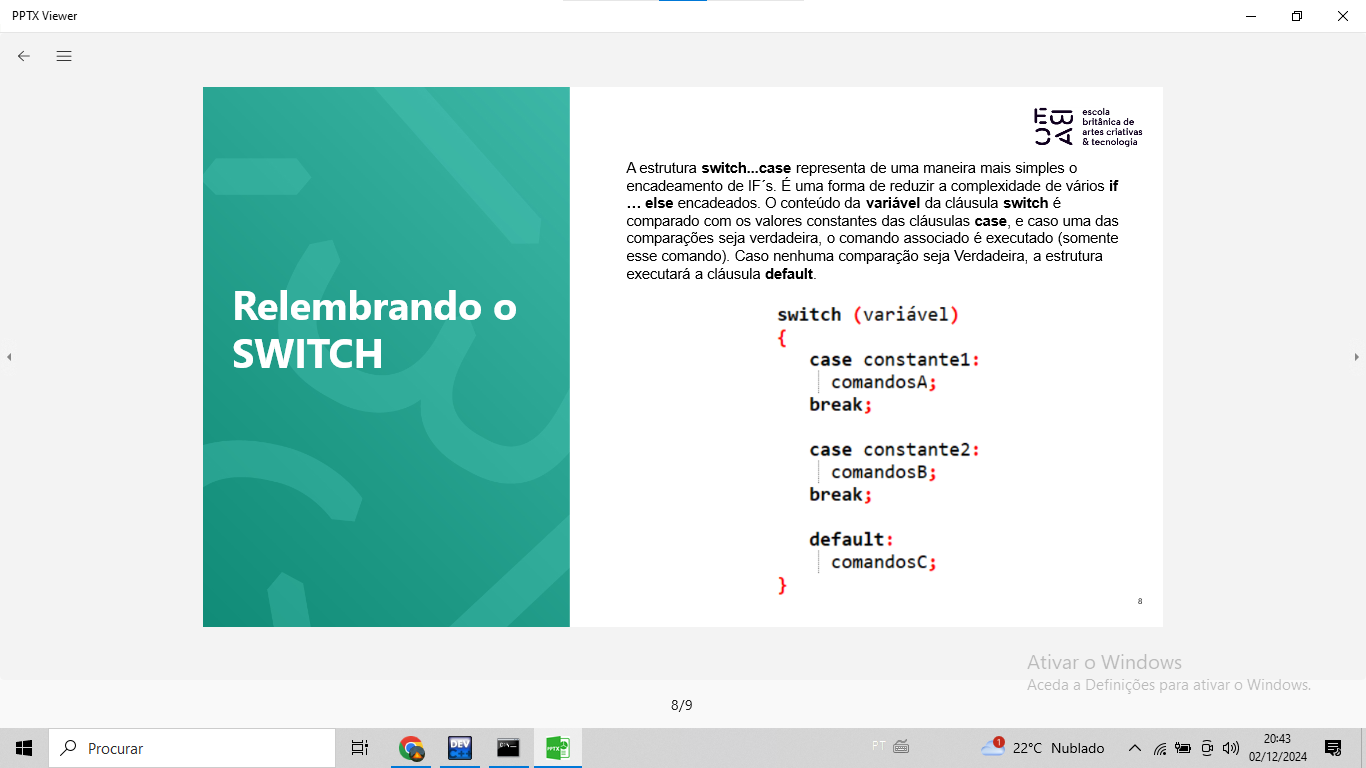 PPTX Viewer
escola
britânica de
artes criativas
& tecnologia
Relembrando o
SWITCH
A estrutura switch...case representa de uma maneira mais simples o
encadeamento de IF´s. É uma forma de reduzir a complexidade de vários if
... else encadeados. O conteúdo da variável da cláusula switch é
comparado com os valores constantes das cláusulas case, e caso uma das
comparações seja verdadeira, o comando associado é executado (somente
esse comando). Caso nenhuma comparação seja Verdadeira, a estrutura
executará a cláusula default.
switch (variável)
{
case constante1:
comandosA;
break;
case constante2:
comandosB;
break;
default:
comandosC;
}
8
Ativar o Windows
Aceda a Definições para ativar o Windows.
8/9
Procurar
DEV
C:\_
PPTX
PT
1
22°C Nublado
20:43
02/12/2024